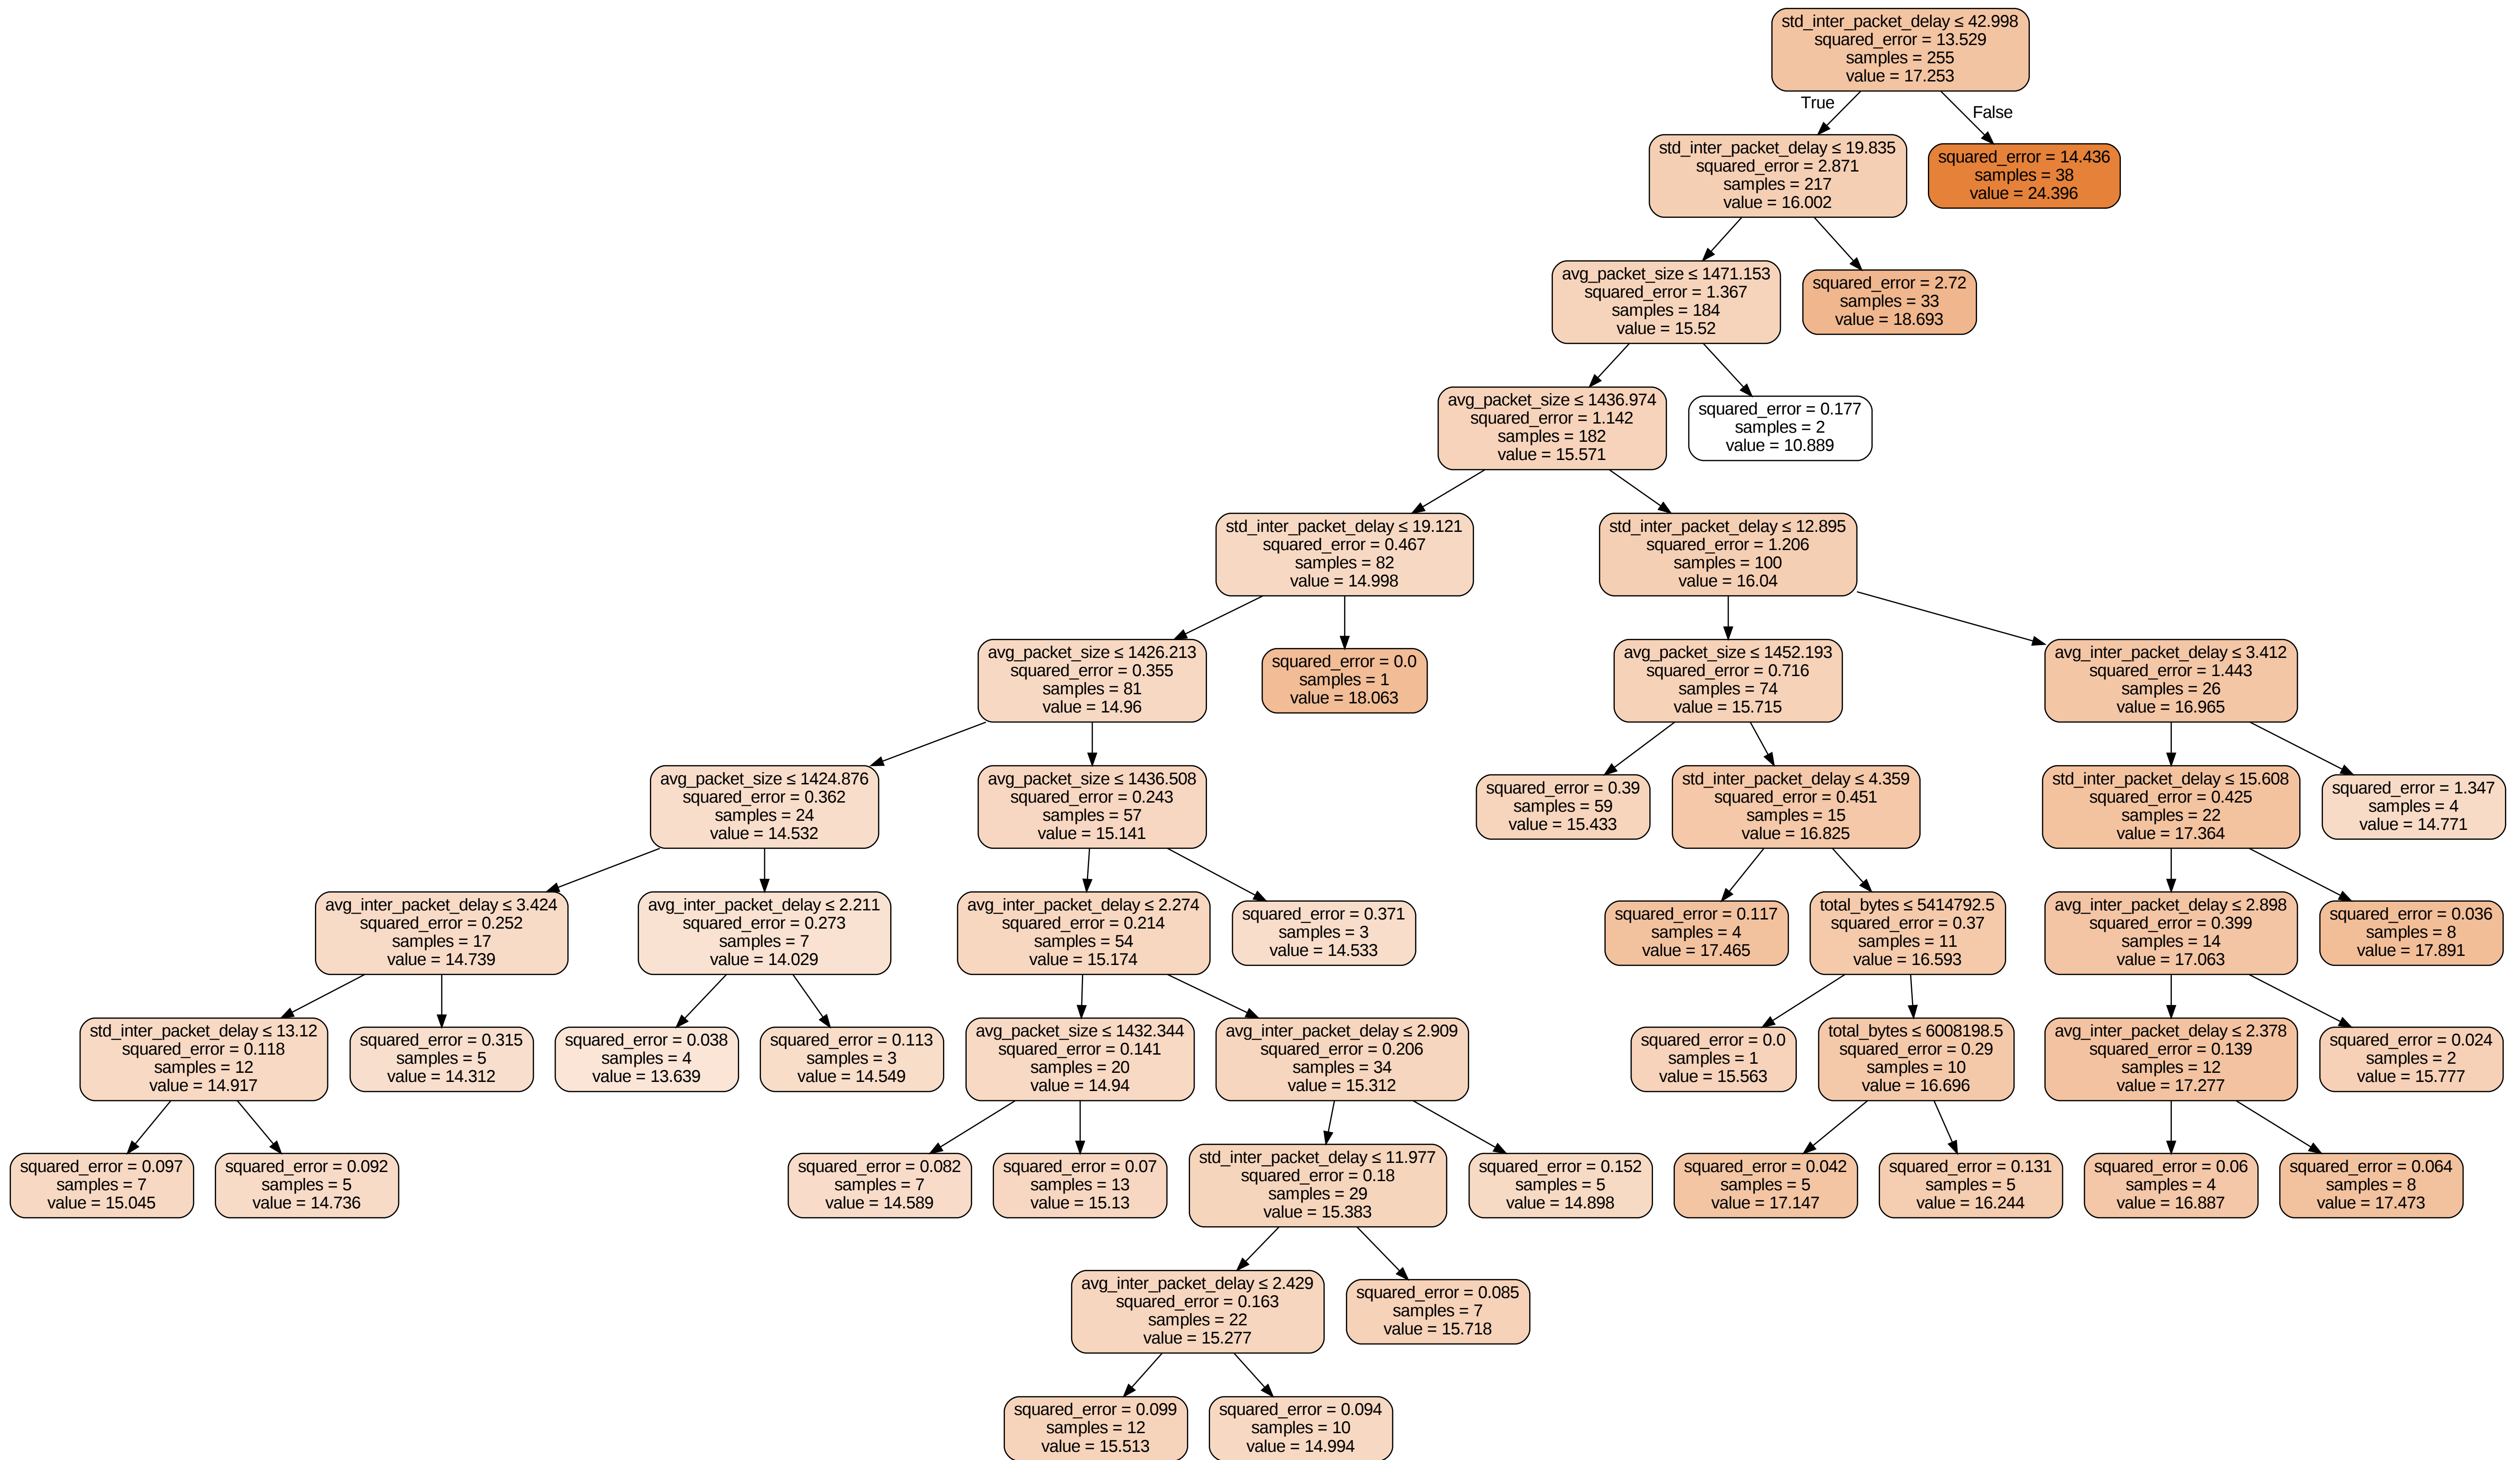 std_inter_packet_delay ≤ 42.998
squared_error = 13.529
samples = 255
value = 17.253
True
False
std_inter_packet_delay ≤ 19.835
squared_error = 2.871
samples = 217
value = 16.002
squared_error = 14.436
samples = 38
value = 24.396
avg_packet_size ≤ 1471.153
squared_error = 1.367
samples = 184
value = 15.52
squared_error = 2.72
samples = 33
value = 18.693
avg_packet_size ≤ 1436.974
squared_error = 1.142
samples = 182
value = 15.571
squared_error = 0.177
samples = 2
value = 10.889
std_inter_packet_delay ≤ 19.121
squared_error = 0.467
samples = 82
value = 14.998
std_inter_packet_delay ≤ 12.895
squared_error = 1.206
samples = 100
value = 16.04
avg_packet_size ≤ 1426.213
squared_error = 0.355
samples = 81
value = 14.96
squared_error = 0.0
samples = 1
value = 18.063
avg_packet_size ≤ 1452.193
squared_error = 0.716
samples = 74
value = 15.715
avg_inter_packet_delay ≤ 3.412
squared_error = 1.443
samples = 26
value = 16.965
avg_packet_size ≤ 1424.876
squared_error = 0.362
samples = 24
value = 14.532
avg_packet_size ≤ 1436.508
squared_error = 0.243
samples = 57
value = 15.141
squared_error = 0.39
samples = 59
value = 15.433
std_inter_packet_delay ≤ 4.359
squared_error = 0.451
samples = 15
value = 16.825
std_inter_packet_delay ≤ 15.608
squared_error = 0.425
samples = 22
value = 17.364
squared_error = 1.347
samples = 4
value = 14.771
avg_inter_packet_delay ≤ 3.424
squared_error = 0.252
samples = 17
value = 14.739
avg_inter_packet_delay ≤ 2.211
squared_error = 0.273
samples = 7
value = 14.029
avg_inter_packet_delay ≤ 2.274
squared_error = 0.214
samples = 54
value = 15.174
squared_error = 0.371
samples = 3
value = 14.533
squared_error = 0.117
samples = 4
value = 17.465
total_bytes ≤ 5414792.5
squared_error = 0.37
samples = 11
value = 16.593
avg_inter_packet_delay ≤ 2.898
squared_error = 0.399
samples = 14
value = 17.063
squared_error = 0.036
samples = 8
value = 17.891
std_inter_packet_delay ≤ 13.12
squared_error = 0.118
samples = 12
value = 14.917
squared_error = 0.315
samples = 5
value = 14.312
squared_error = 0.038
samples = 4
value = 13.639
squared_error = 0.113
samples = 3
value = 14.549
avg_packet_size ≤ 1432.344
squared_error = 0.141
samples = 20
value = 14.94
avg_inter_packet_delay ≤ 2.909
squared_error = 0.206
samples = 34
value = 15.312
squared_error = 0.0
samples = 1
value = 15.563
total_bytes ≤ 6008198.5
squared_error = 0.29
samples = 10
value = 16.696
avg_inter_packet_delay ≤ 2.378
squared_error = 0.139
samples = 12
value = 17.277
squared_error = 0.024
samples = 2
value = 15.777
squared_error = 0.097
samples = 7
value = 15.045
squared_error = 0.092
samples = 5
value = 14.736
squared_error = 0.082
samples = 7
value = 14.589
squared_error = 0.07
samples = 13
value = 15.13
std_inter_packet_delay ≤ 11.977
squared_error = 0.18
samples = 29
value = 15.383
squared_error = 0.152
samples = 5
value = 14.898
squared_error = 0.042
samples = 5
value = 17.147
squared_error = 0.131
samples = 5
value = 16.244
squared_error = 0.06
samples = 4
value = 16.887
squared_error = 0.064
samples = 8
value = 17.473
avg_inter_packet_delay ≤ 2.429
squared_error = 0.163
samples = 22
value = 15.277
squared_error = 0.085
samples = 7
value = 15.718
squared_error = 0.099
samples = 12
value = 15.513
squared_error = 0.094
samples = 10
value = 14.994